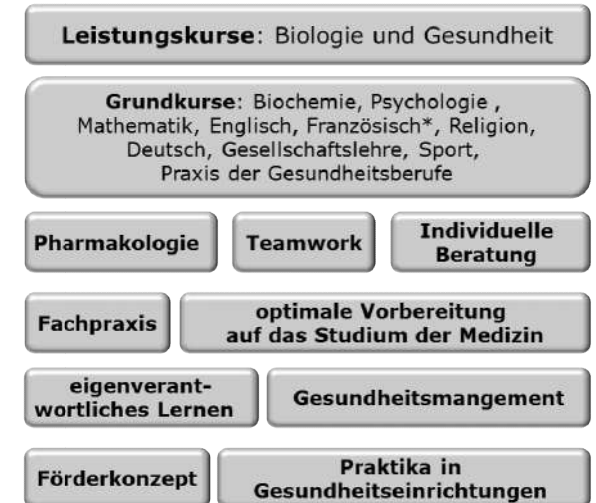 Leistungskurse: Biologie und Gesundheit
Grundkurse: Biochemie, Psychologie ,
Mathematik, Englisch, Französisch*, Religion,
Deutsch, Gesellschaftslehre, Sport,
Praxis der Gesundheitsberufe
Pharmakologie
Teamwork
Individuelle
Beratung
Fachpraxis
optimale Vorbereitung
auf das Studium der Medizin
eigenverant-
wortliches Lernen
Gesundheitsmangement
Förderkonzept
Praktika in
Gesundheitseinrichtungen